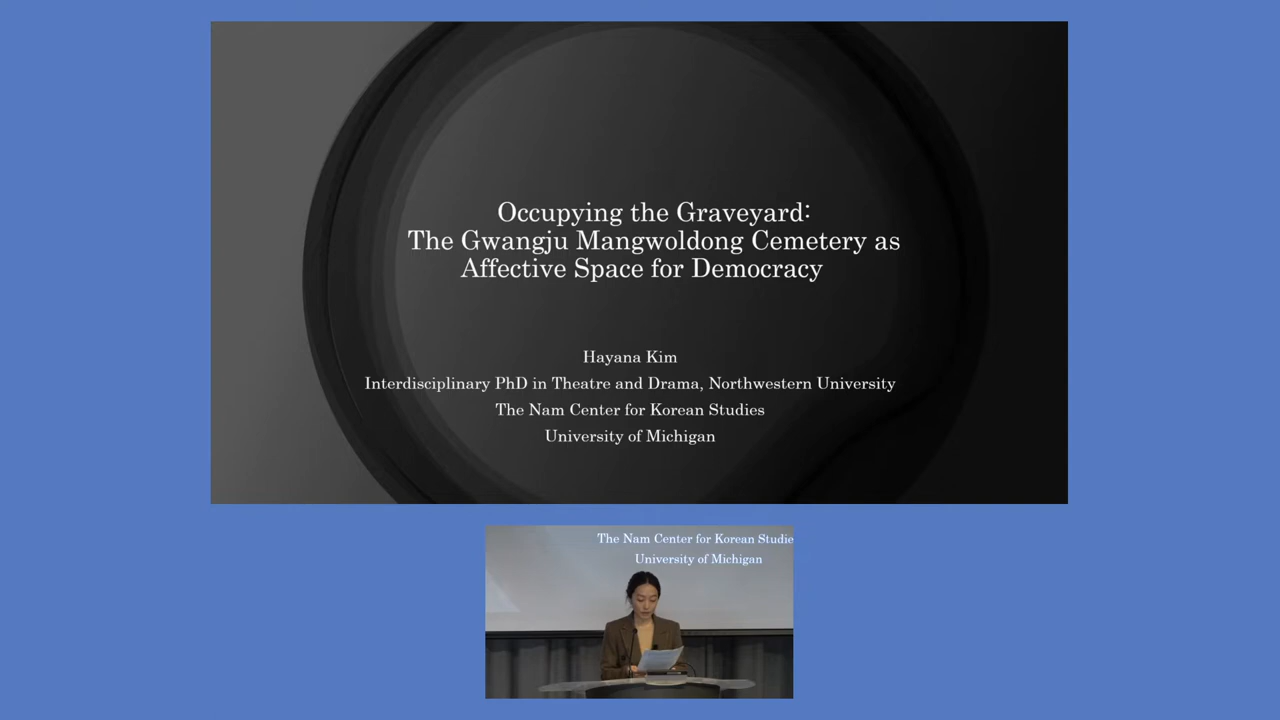 Occupying the Graveyard:
The Gwangju Mangwoldong Cemetery as
Affective Space for Democracy
Hayana Kim
Interdisciplinary PhD in Theatre and Drama, Northwestern University
The Nam Center for Korean Studies
University of Michigan
The Nam Center for Korean Studie
University of Michigan